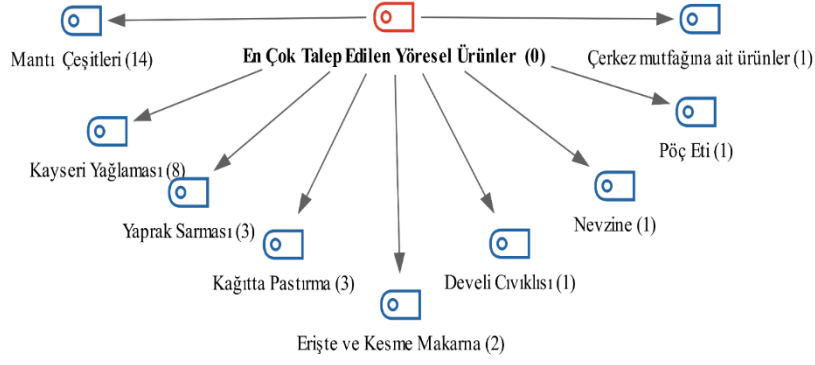 En Çok Talep Edilen Yöresel Ürünler (0)
Mantı Çeşitleri (14)
Çerkez mutfağına ait ürünler (1)
Kayseri Yağlaması (8)
Pöç Eti (1)
Yaprak Sarması (3)
Nevzine (1)
Kağıtta Pastırma (3)
Develi Cıvıklısı (1)
Erişte ve Kesme Makarna (2)